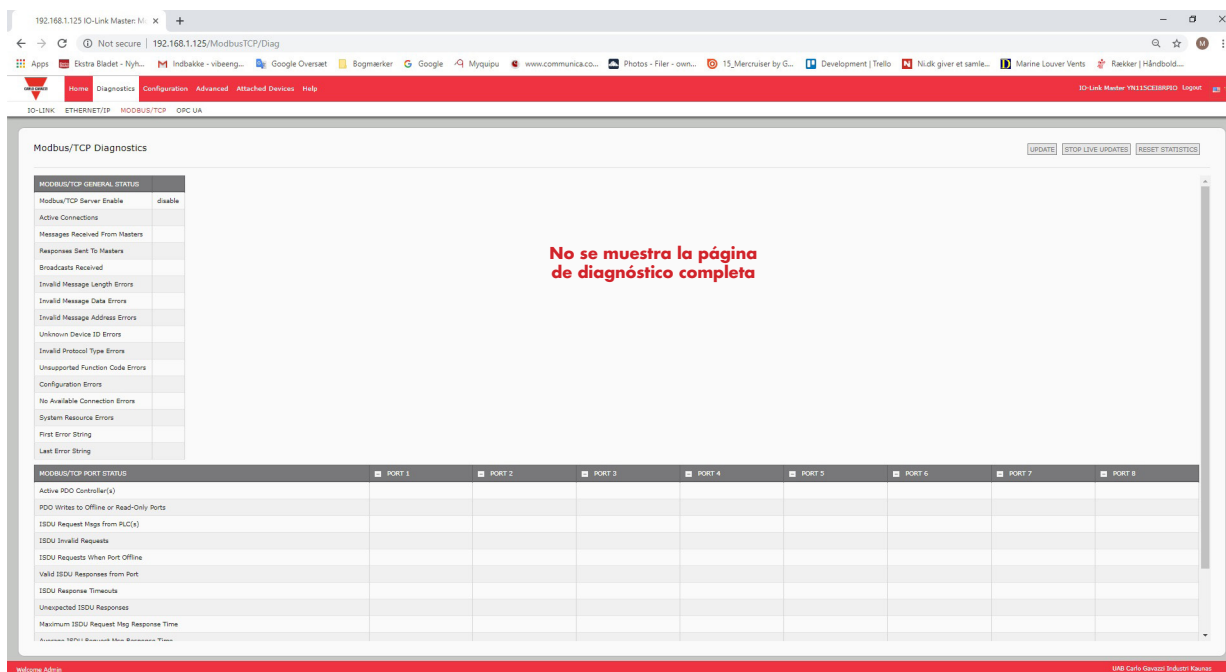 192.168.1.125 IO-Link Master: M
Not secure | 192.168.1.125/ModbusTCP/Diag
M
Apps Ekstra Bladet - Nyh... Indbakke - vibeeng... Google Oversæt Bogmærker Google Myquipu www.communica.co... Photos - Filer - own... 15_Mercruiser by G... Development | Trello Ni.dk giver et samle... Marine Louver Vents Rækker | Håndbold....
CARLO GAVAZZI Home Diagnostics Configuration Advanced Attached Devices Help IO-Link Master YN115CEI8RPIO Logout
IO-LINK ETHERNET/IP MODBUS/TCP OPC UA
Modbus/TCP Diagnostics UPDATE STOP LIVE UPDATES RESET STATISTICS
MODBUS/TCP GENERAL STATUS
Modbus/TCP Server Enable disable
Active Connections
Messages Received From Masters
Responses Sent To Masters
Broadcasts Received
Invalid Message Length Errors
Invalid Message Data Errors
Invalid Message Address Errors
Unknown Device ID Errors
Invalid Protocol Type Errors
Unsupported Function Code Errors
Configuration Errors
No Available Connection Errors
System Resource Errors
First Error String
Last Error String
No se muestra la página
de diagnóstico completa
MODBUS/TCP PORT STATUS PORT 1 PORT 2 PORT 3 PORT 4 PORT 5 PORT 6 PORT 7 PORT 8
Active PDO Controller(s)
PDO Writes to Offline or Read-Only Ports
ISDU Request Msgs from PLC(s)
ISDU Invalid Requests
ISDU Requests When Port Offline
Valid ISDU Responses from Port
ISDU Response Timeouts
Unexpected ISDU Responses
Maximum ISDU Request Msg Response Time
Average ISDU Request Msg Response Time
Welcome Admin UAB Carlo Gavazzi Industri Kaunas